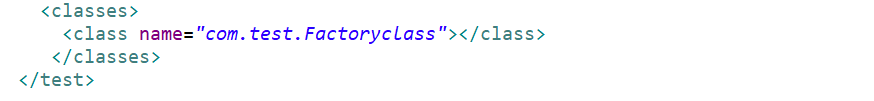 <classes>
<class name="com.test.Factoryclass"></class>
</classes>
</test>